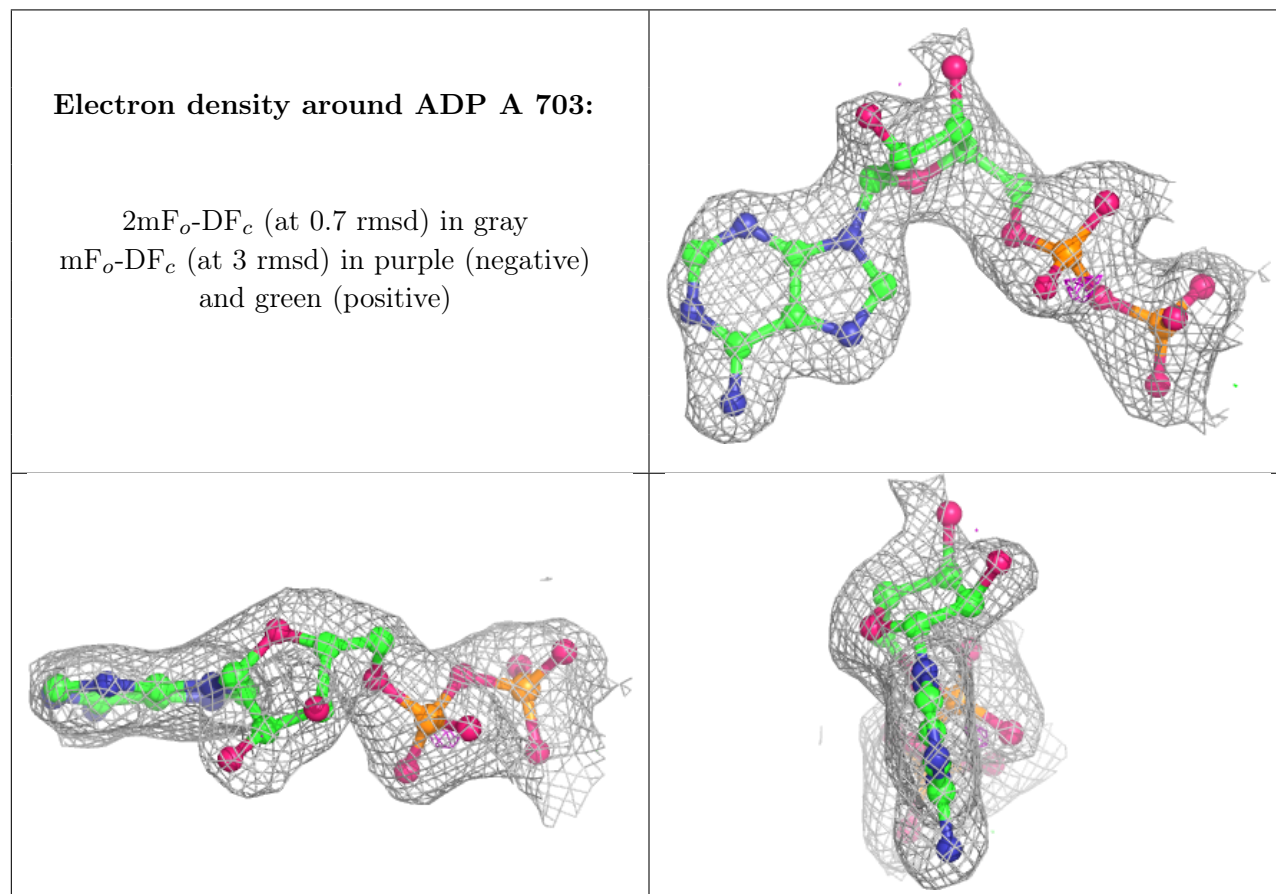 Electron density around ADP A 703:
2mFo-DFc (at 0.7 rmsd) in gray
mFo-DFc (at 3 rmsd) in purple (negative)
and green (positive)